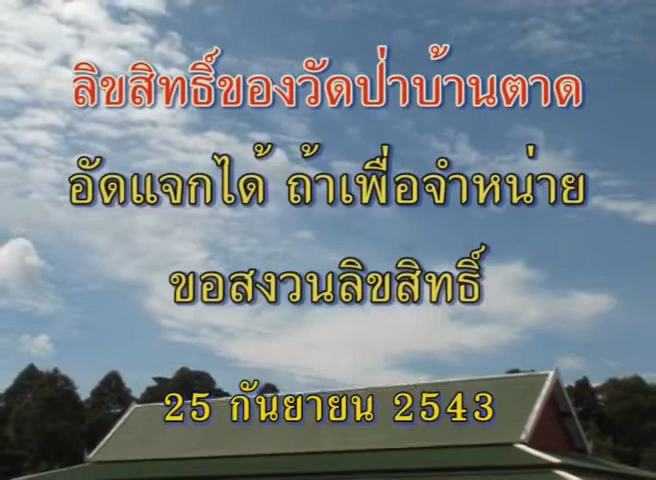 ลิขสิทธิ์ของวัดป่าบ้านตาด
อัดแจกได้ ถ้าเพื่อจำหน่าย
ขอสงวนลิขสิทธิ์
25 กันยายน 2543